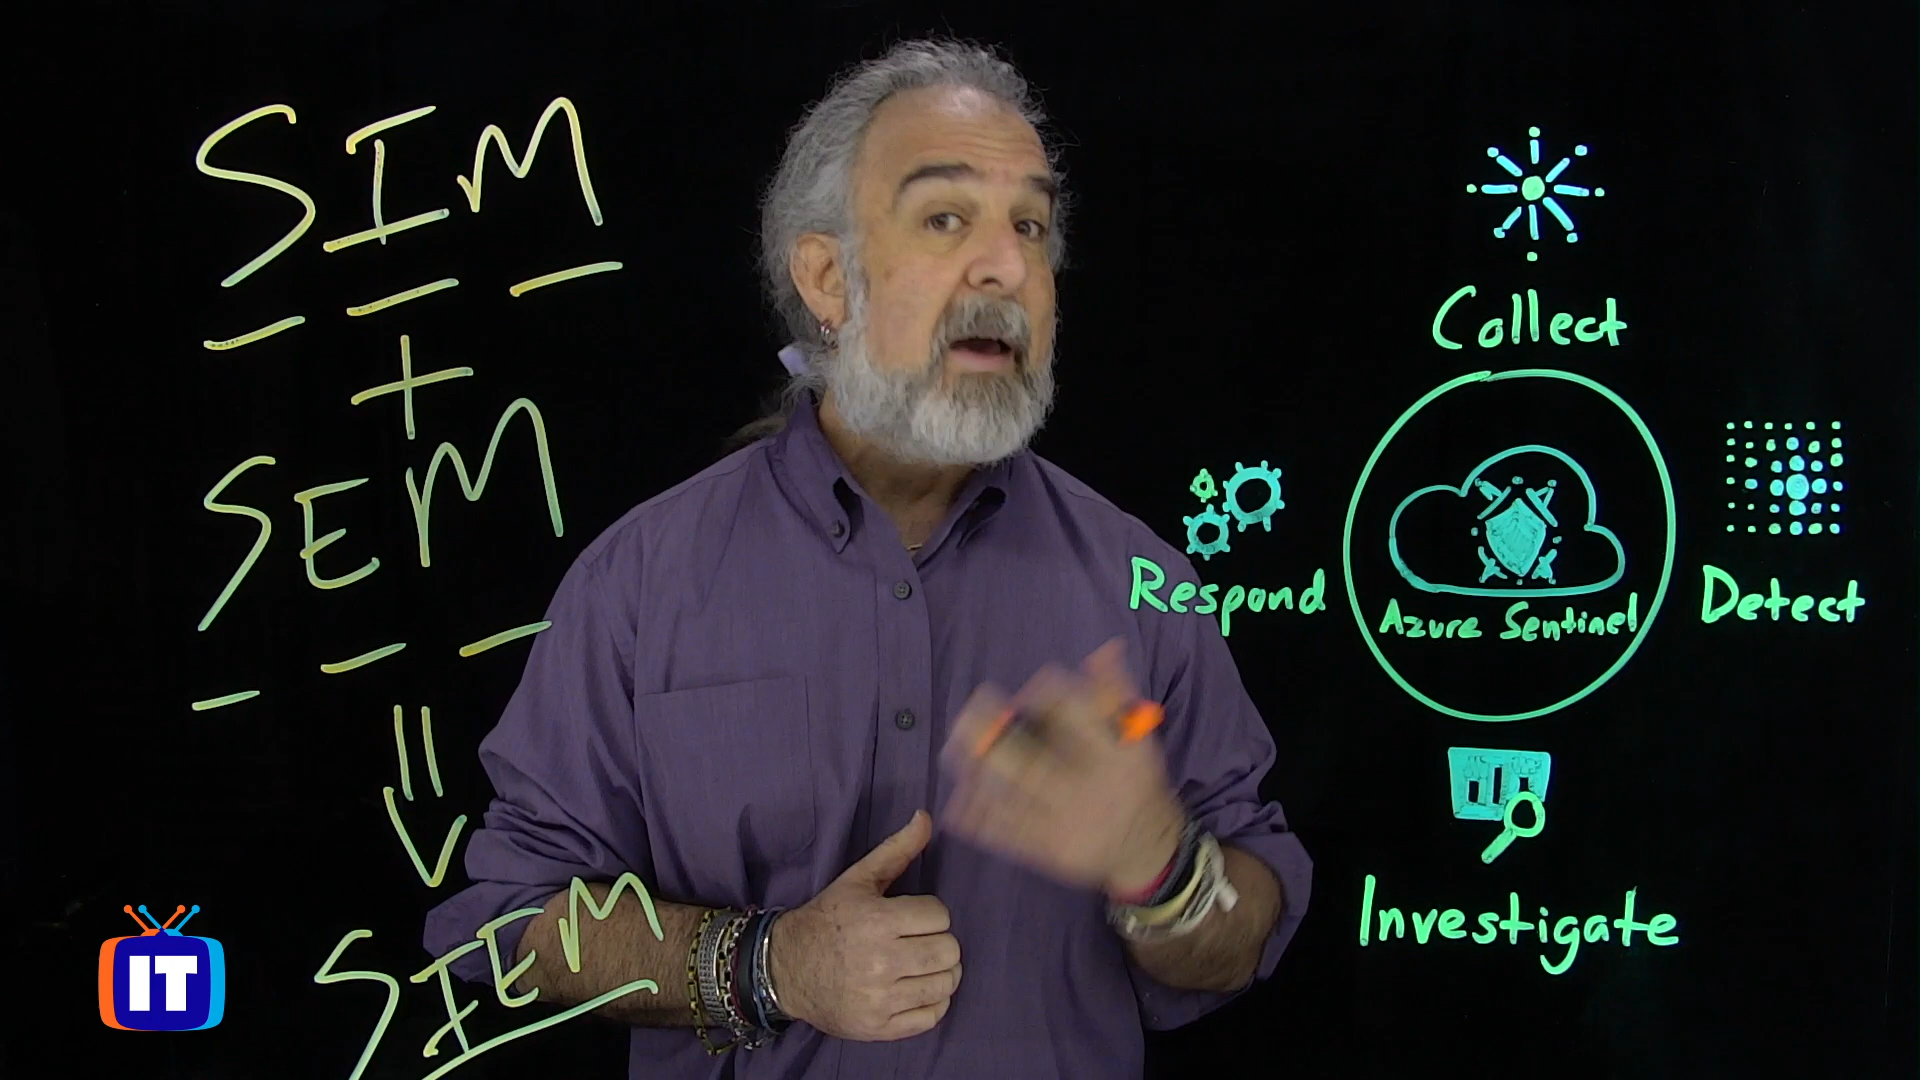 SIM
+
SEM
SIEM
Collect
Respond
Azure Sentinel
Detect
Investigate
IT